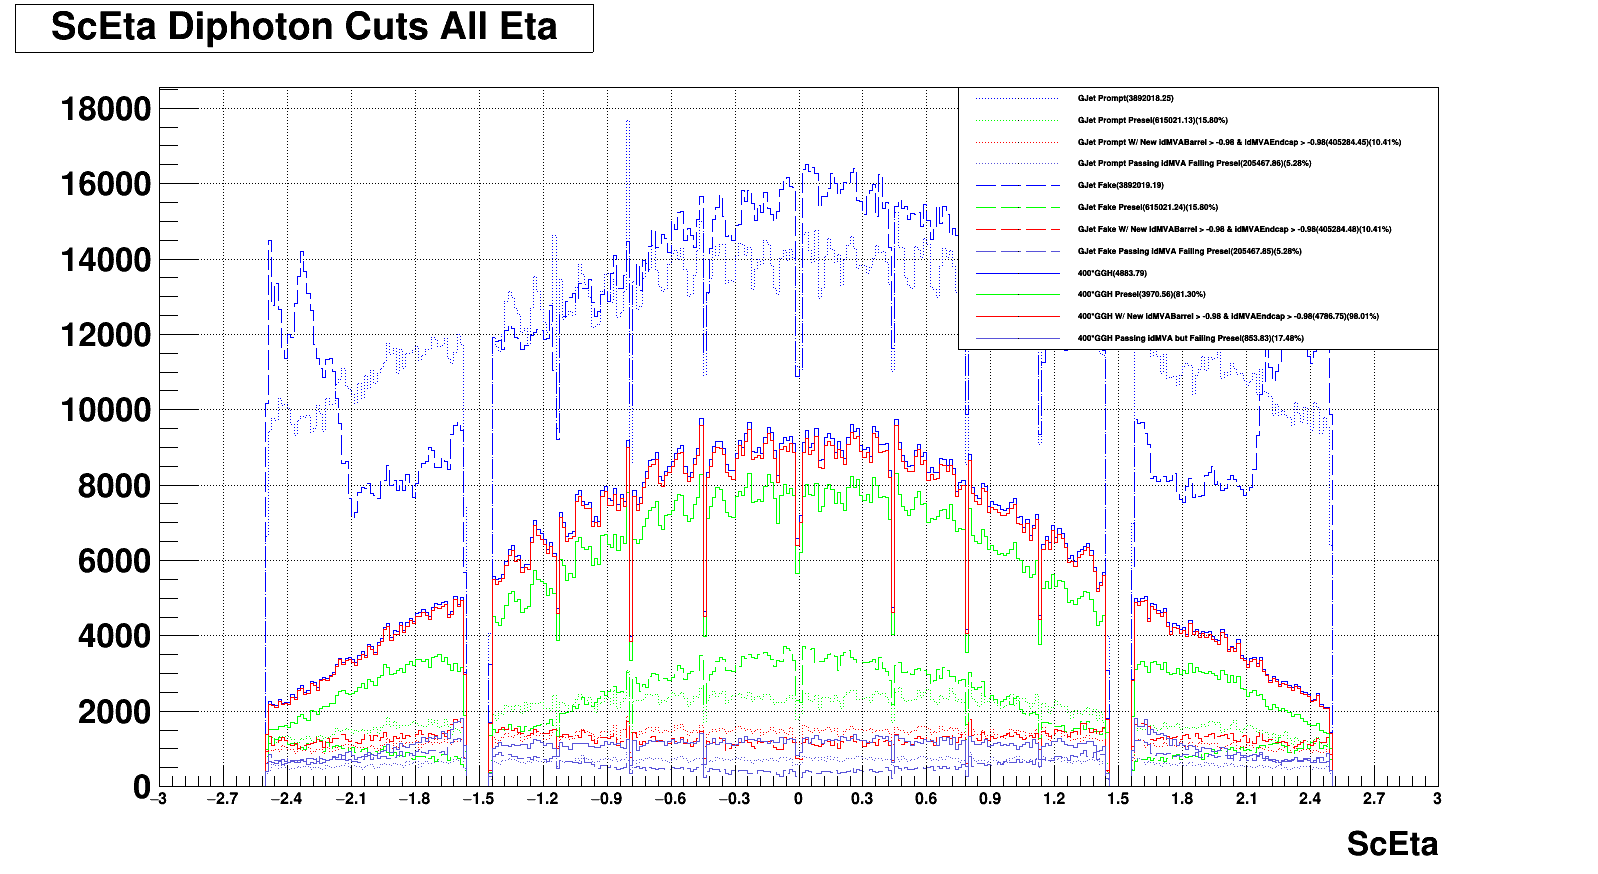 ScEta Diphoton Cuts All Eta
18000
16000
14000
12000
10000
8000
6000
4000
2000
0
GJet Prompt(3892018.25)
GJet Prompt Presel(615021.13)(15.80%)
GJet Prompt W/ New idMVABarrel > -0.98 & idMVAEndcap > -0.98(405284.45)(10.41%)
GJet Prompt Passing idMVA Failing Presel(205467.86)(5.28%)
GJet Fake(3892019.19)
GJet Fake Presel(615021.24)(15.80%)
GJet Fake W/ New idMVABarrel > -0.98 & idMVAEndcap > -0.98(405284.48)(10.41%)
GJet Fake Passing idMVA Failing Presel(205467.85)(5.28%)
400*GGH(4883.79)
400*GGH Presel(3970.56)(81.30%)
400*GGH W/ New idMVABarrel > -0.98 & idMVAEndcap > -0.98(4786.75)(98.01%)
400*GGH Passing idMVA but Failing Presel(853.83)(17.48%)
−3 −2.7 −2.4 −2.1 −1.8 −1.5 −1.2 −0.9 −0.6 −0.3 0 0.3 0.6 0.9 1.2 1.5 1.8 2.1 2.4 2.7 3
ScEta